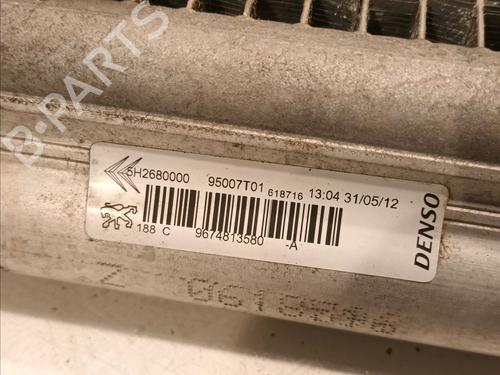 B-PARTS
5H2680000 95007T01 618716 13:04 31/05/12
188 C 9674813580 -A
DENSO